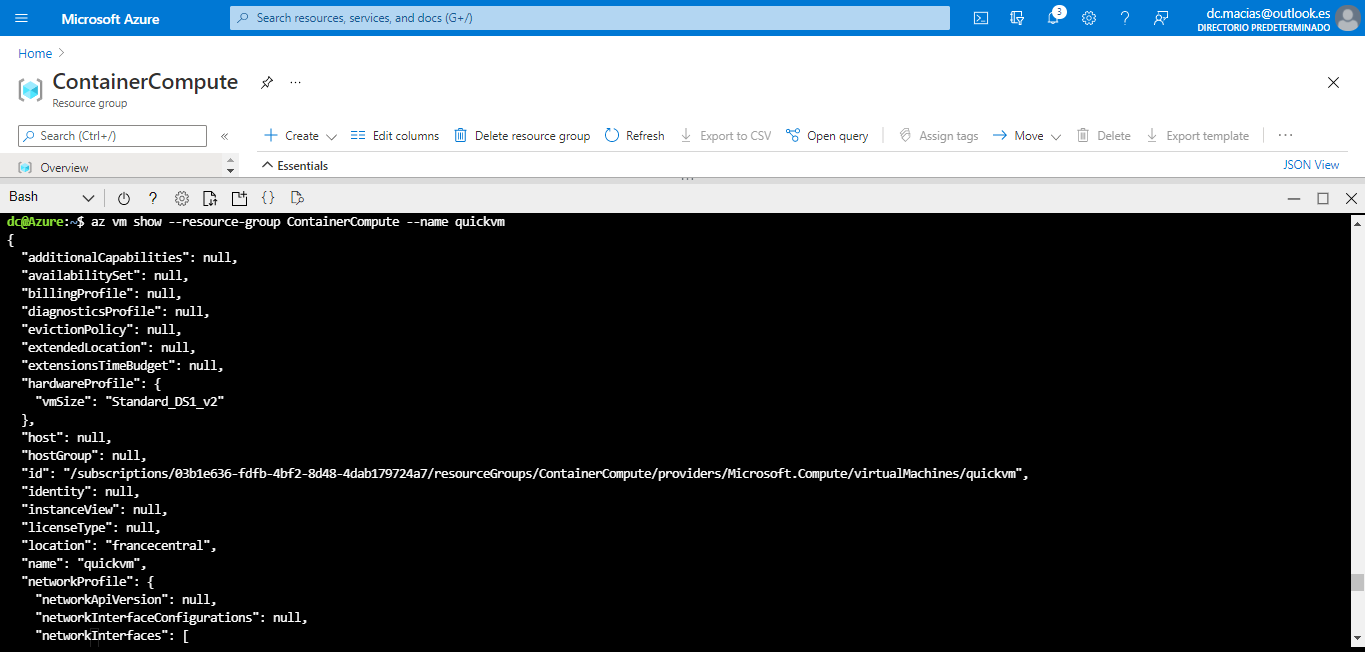 Microsoft Azure
Search resources, services, and docs (G+/)
3
dc.macias@outlook.es
DIRECTORIO PREDETERMINADO
Home
ContainerCompute
Resource group
Search (Ctrl+/)
Create
Edit columns
Delete resource group
Refresh
Export to CSV
Open query
Assign tags
Move
Delete
Export template
Overview
Essentials
JSON View
Bash
dc@Azure:~$ az vm show --resource-group ContainerCompute --name quickvm
{
"additionalCapabilities": null,
"availabilitySet": null,
"billingProfile": null,
"diagnosticsProfile": null,
"evictionPolicy": null,
"extendedLocation": null,
"extensionsTimeBudget": null,
"hardwareProfile": {
"vmSize": "Standard_DS1_v2"
},
"host": null,
"hostGroup": null,
"id": "/subscriptions/03b1e636-fdfb-4bf2-8d48-4dab179724a7/resourceGroups/ContainerCompute/providers/Microsoft.Compute/virtualMachines/quickvm",
"identity": null,
"instanceView": null,
"licenseType": null,
"location": "francecentral",
"name": "quickvm",
"networkProfile": {
"networkApiVersion": null,
"networkInterfaceConfigurations": null,
"networkInterfaces": [